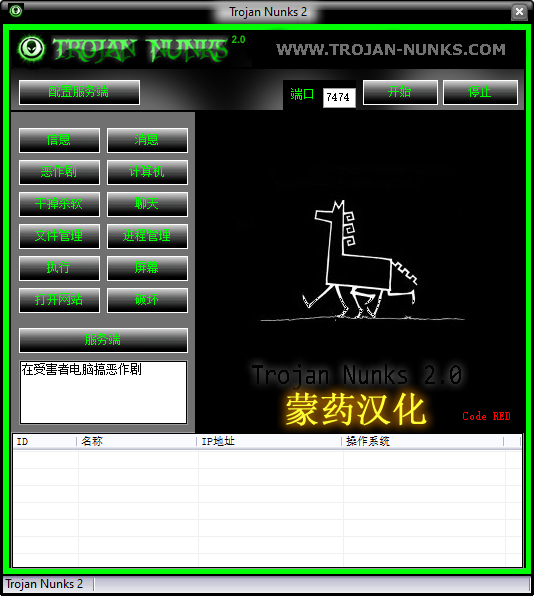 Trojan Nunks 2
TROJAN NUNKS 2.0
WWW.TROJAN-NUNKS.COM
配置服务端
端口 7474 开始 停止
信息 消息
恶作剧 计算机
干掉杀软 聊天
文件管理 进程管理
执行 屏幕
打开网站 破坏
服务端
在受害者电脑搞恶作剧
Trojan Nunks 2.0
蒙药汉化
Code RED
ID 名称 IP地址 操作系统
Trojan Nunks 2